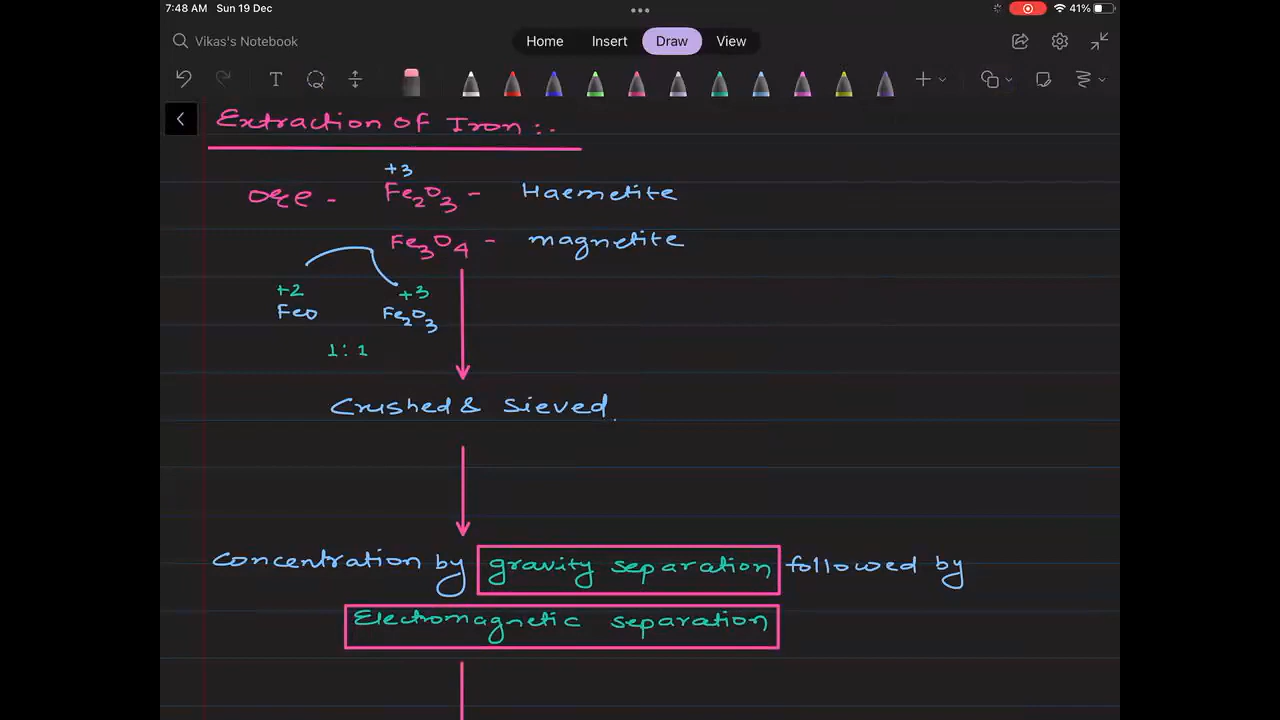 7:48 AM Sun 19 Dec
41%
Vikas's Notebook
Home Insert Draw View
Extraction of Iron :-
+3
Ore - Fe2O3 - Haemetite
Fe3O4 - magnetite
+2 +3
FeO Fe2O3
1 : 1
Crushed & Sieved.
Concentration by gravity separation followed by
Electromagnetic separation